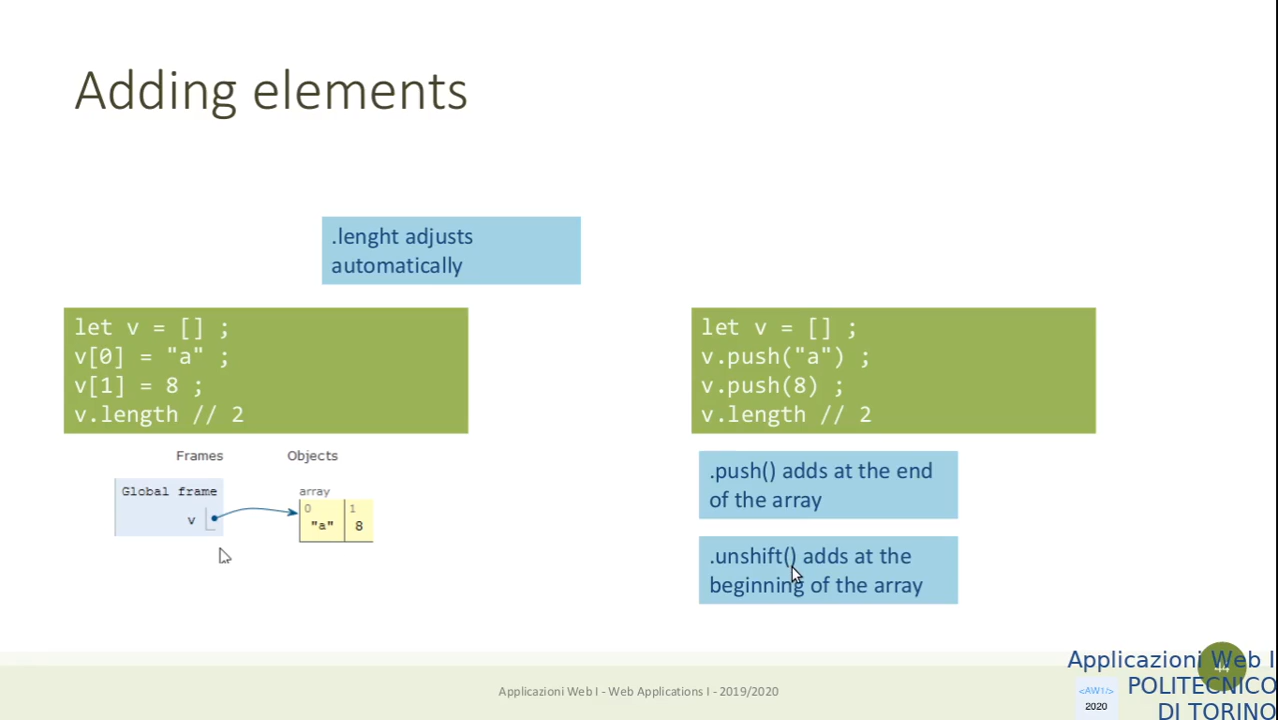 Adding elements
.lenght adjusts
automatically
let v = [] ;
v[0] = "a" ;
v[1] = 8 ;
v.length // 2
Frames Objects
Global frame
v
array
0 1
"a" 8
let v = [] ;
v.push("a") ;
v.push(8) ;
v.length // 2
.push() adds at the end
of the array
.unshift() adds at the
beginning of the array
Applicazioni Web I - Web Applications I - 2019/2020
Applicazioni Web I
POLITECNICO
DI TORINO
<AW1/>
2020